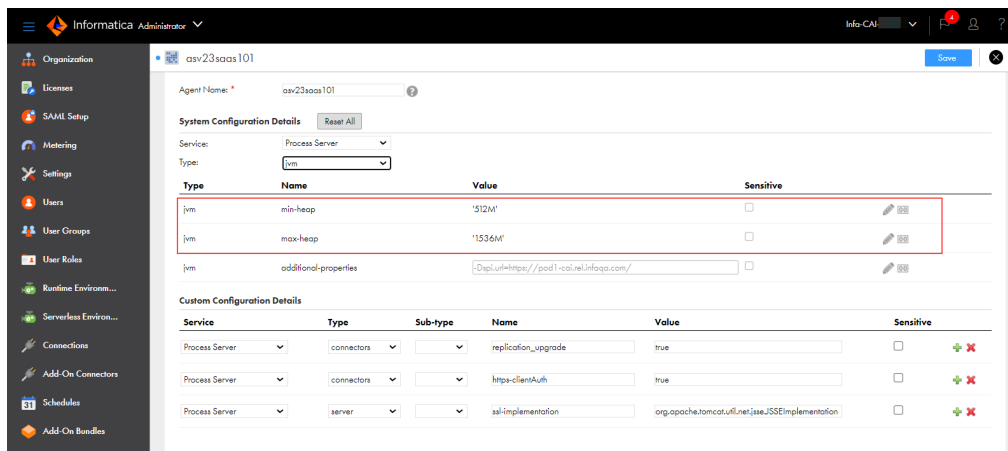 Informatica Administrator
Info-CAI-
4
?
Organization
asv23saas101
Save
Licenses
Agent Name: *
asv23saas101
?
SAML Setup
System Configuration Details
Reset All
Metering
Service:
Process Server
Type:
jvm
Settings
Type Name Value Sensitive
Users
jvm min-heap '512M'
User Groups
jvm max-heap '1536M'
User Roles
jvm additional-properties -Dspi.url=https://pod1-cai.rel.infaqa.com/
Runtime Environm...
Custom Configuration Details
Serverless Environ...
Service Type Sub-type Name Value Sensitive
Connections
Process Server connectors replication_upgrade true
Add-On Connectors
Process Server connectors https-clientAuth true
31 Schedules
Process Server server ssl-implementation org.apache.tomcat.util.net.jsse.JSSEImplementation
Add-On Bundles